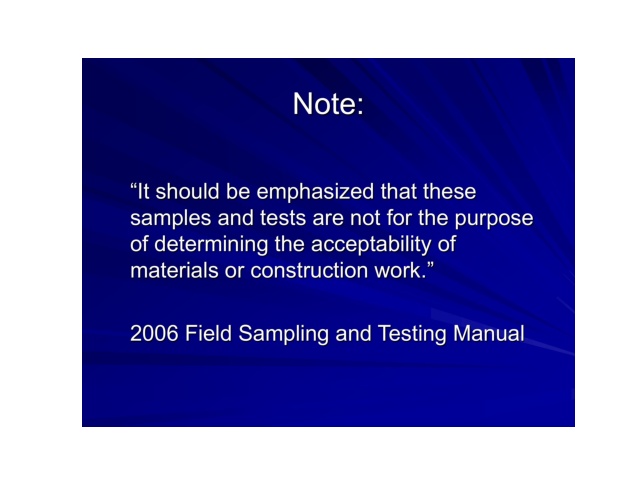 Note:
“It should be emphasized that these
samples and tests are not for the purpose
of determining the acceptability of
materials or construction work.”
2006 Field Sampling and Testing Manual